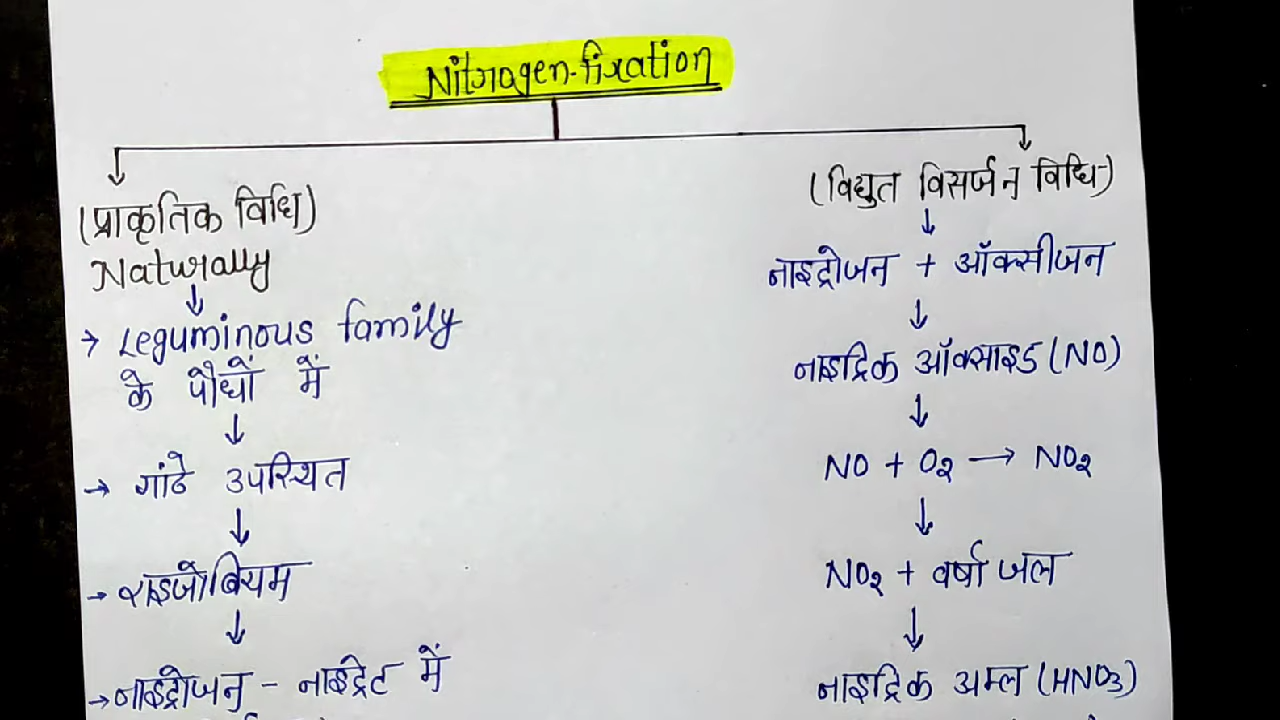 Nitrogen-fixation
(प्राकृतिक विधि)
Naturally
→ Leguminous family
के पौधों में
→ गांठे उपस्थित
→ राइजोबियम
→ नाइट्रोजन - नाइट्रेट में
(विद्युत विसर्जन विधि)
नाइट्रोजन + ऑक्सीजन
नाइट्रिक ऑक्साइड (NO)
NO + O₂ → NO₂
NO₂ + वर्षा जल
नाइट्रिक अम्ल (HNO₃)